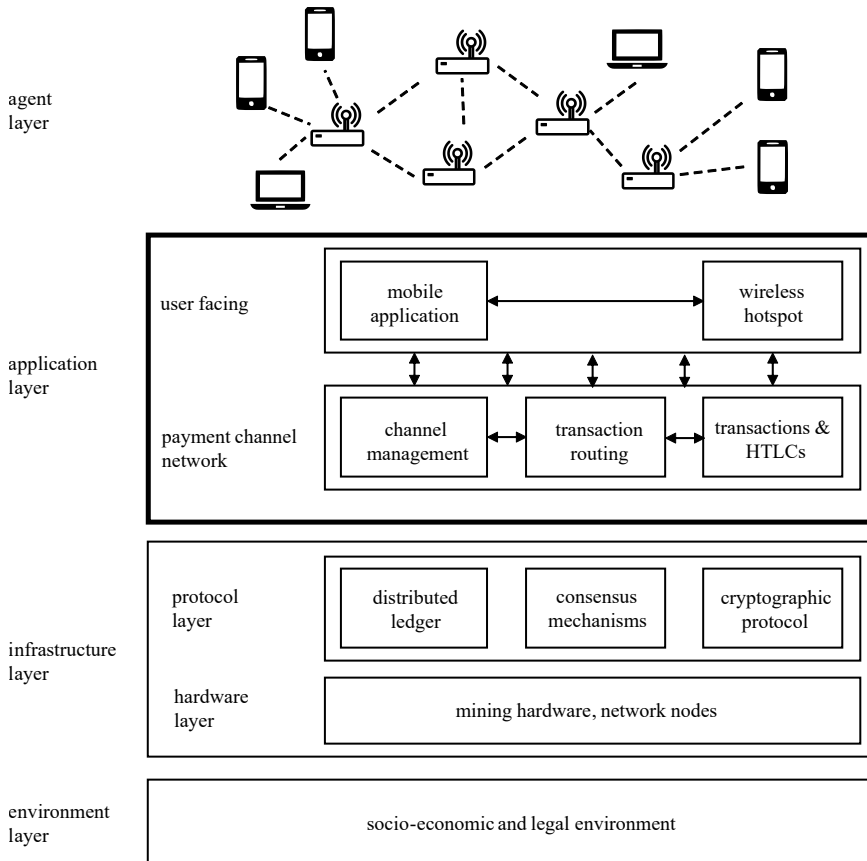 agent
layer
user facing
mobile
application
wireless
hotspot
application
layer
payment channel
network
channel
management
transaction
routing
transactions &
HTLCs
protocol
layer
distributed
ledger
consensus
mechanisms
cryptographic
protocol
infrastructure
layer
hardware
layer
mining hardware, network nodes
environment
layer
socio-economic and legal environment